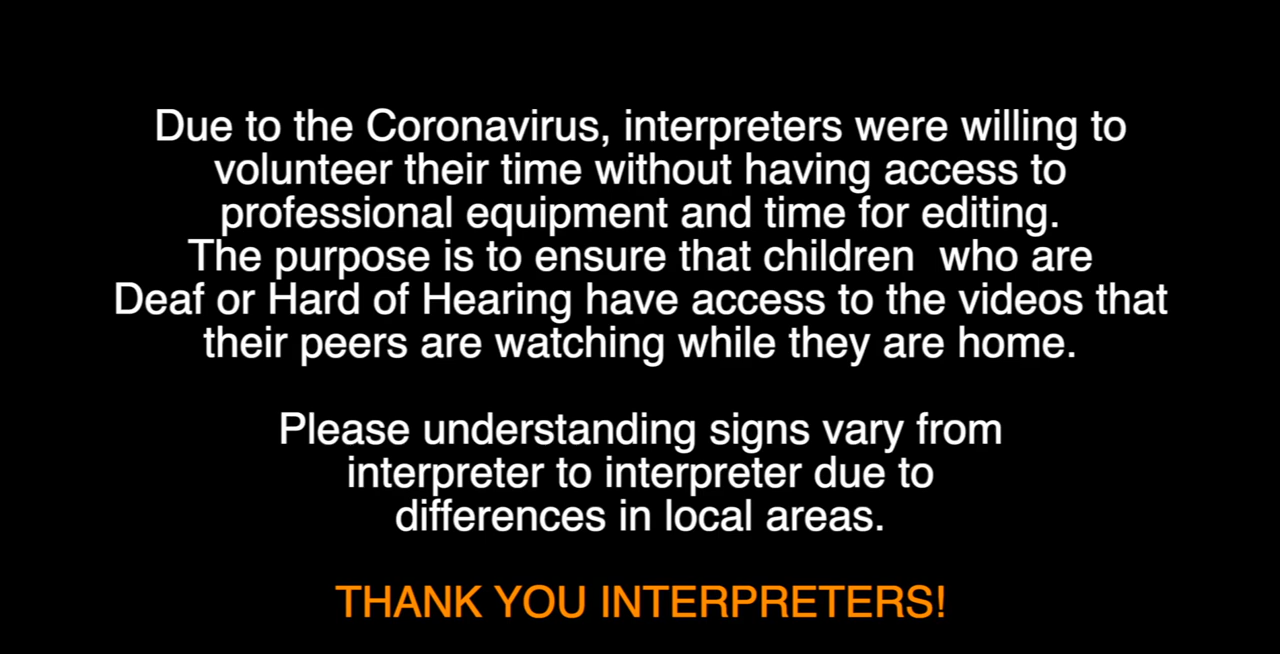 Due to the Coronavirus, interpreters were willing to
volunteer their time without having access to
professional equipment and time for editing.
The purpose is to ensure that children  who are
Deaf or Hard of Hearing have access to the videos that
their peers are watching while they are home.
Please understanding signs vary from
interpreter to interpreter due to
differences in local areas.
THANK YOU INTERPRETERS!